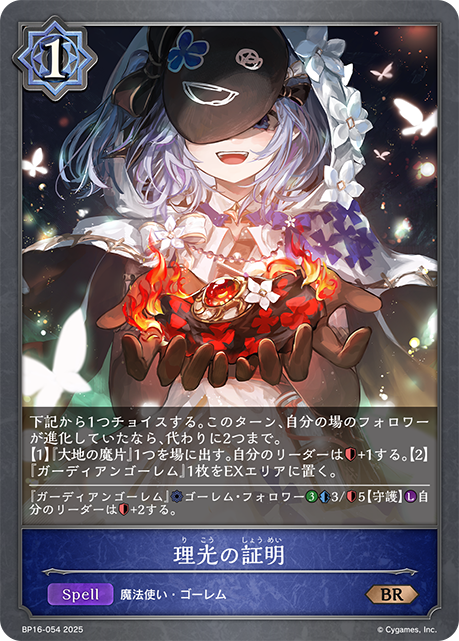 1
下記から1つチョイスする。このターン、自分の場のフォロワー
が進化していたなら、代わりに2つまで。
【1】『大地の魔片』1つを場に出す。自分のリーダーは+1する。【2】
『ガーディアンゴーレム』1枚をEXエリアに置く。
『ガーディアンゴーレム』ゴーレム・フォロワー3 3/5【守護】L自
分のリーダーは+2する。
りこう しょうめい
理光の証明
Spell 魔法使い・ゴーレム BR
BP16-054 2025 © Cygames, Inc.